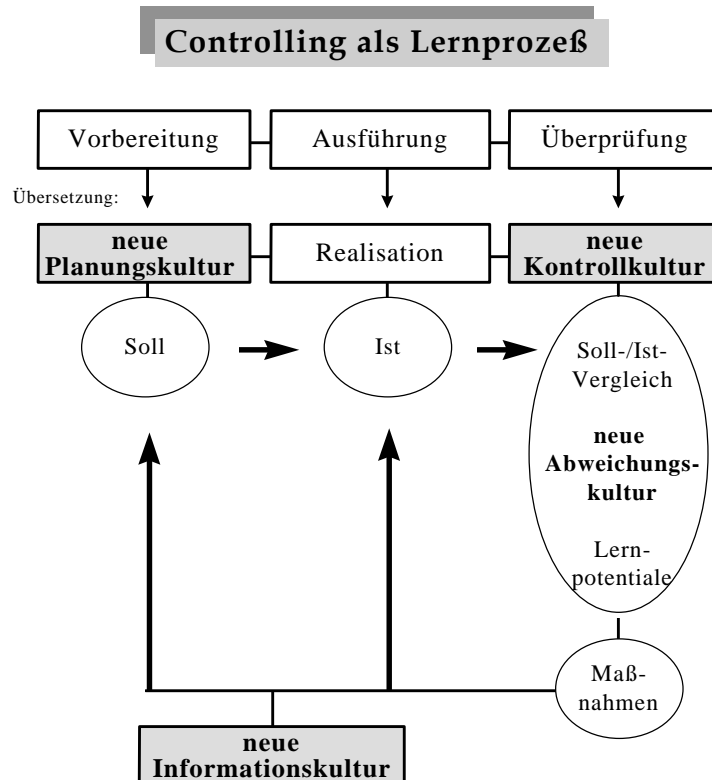 Controlling als Lernprozeß
Vorbereitung
Ausführung
Überprüfung
Übersetzung:
neue
Planungskultur
Realisation
neue
Kontrollkultur
Soll
Ist
Soll-/Ist-
Vergleich
neue
Abweichungs-
kultur
Lern-
potentiale
Maß-
nahmen
neue
Informationskultur